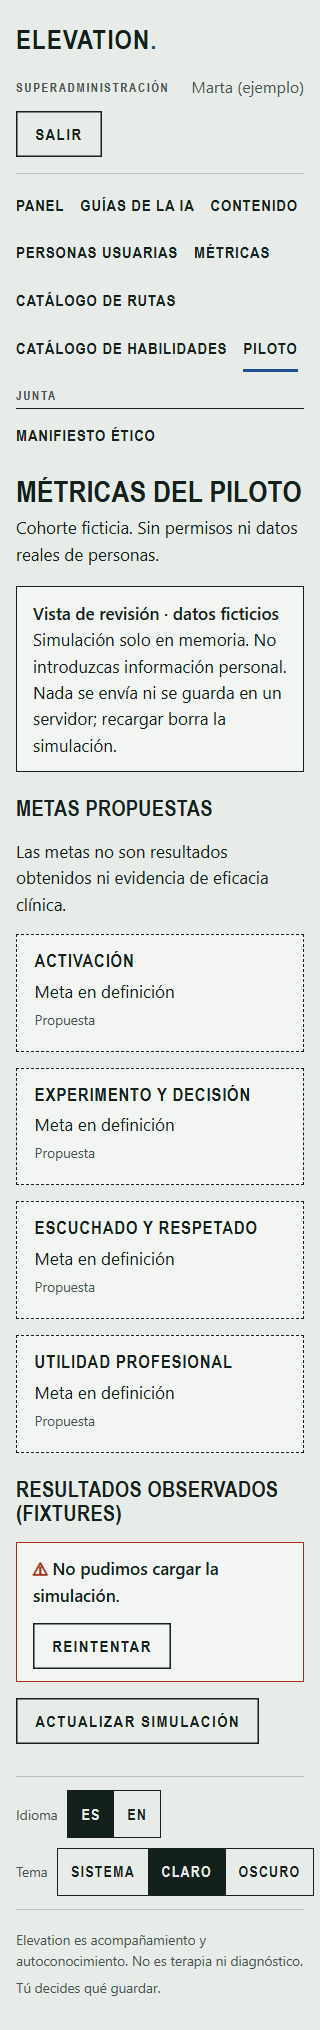 ELEVATION.
SUPERADMINISTRACIÓN Marta (ejemplo)
SALIR
PANEL GUÍAS DE LA IA CONTENIDO
PERSONAS USUARIAS MÉTRICAS
CATÁLOGO DE RUTAS
CATÁLOGO DE HABILIDADES PILOTO
JUNTA
MANIFIESTO ÉTICO
MÉTRICAS DEL PILOTO
Cohorte ficticia. Sin permisos ni datos
reales de personas.
Vista de revisión · datos ficticios
Simulación solo en memoria. No
introduzcas información personal.
Nada se envía ni se guarda en un
servidor; recargar borra la
simulación.
METAS PROPUESTAS
Las metas no son resultados
obtenidos ni evidencia de eficacia
clínica.
ACTIVACIÓN
Meta en definición
Propuesta
EXPERIMENTO Y DECISIÓN
Meta en definición
Propuesta
ESCUCHADO Y RESPETADO
Meta en definición
Propuesta
UTILIDAD PROFESIONAL
Meta en definición
Propuesta
RESULTADOS OBSERVADOS
(FIXTURES)
No pudimos cargar la
simulación.
REINTENTAR
ACTUALIZAR SIMULACIÓN
Idioma ES EN
Tema SISTEMA CLARO OSCURO
Elevation es acompañamiento y
autoconocimiento. No es terapia ni diagnóstico.
Tú decides qué guardar.